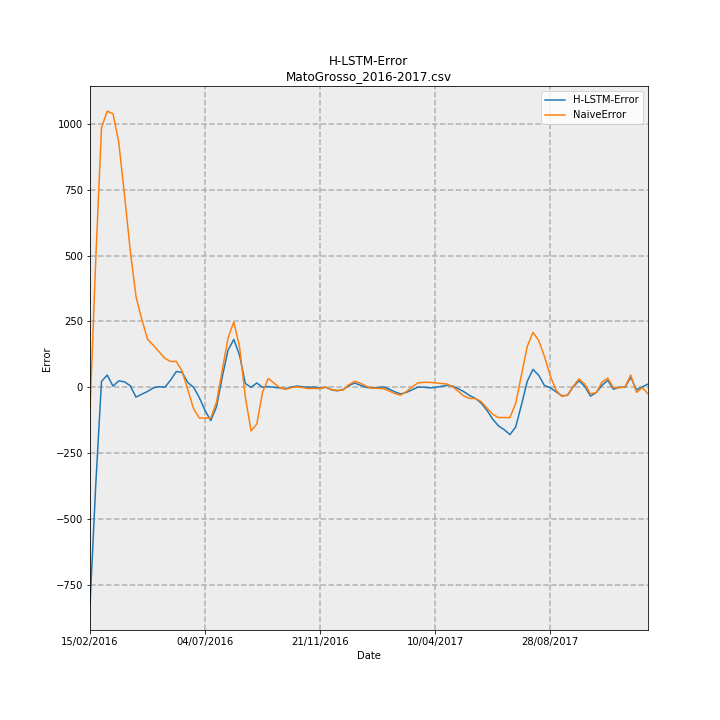 H-LSTM-Error
MatoGrosso_2016-2017.csv
H-LSTM-Error
NaiveError
1000
750
500
250
0
−250
−500
−750
Error
15/02/2016 04/07/2016 21/11/2016 10/04/2017 28/08/2017
Date